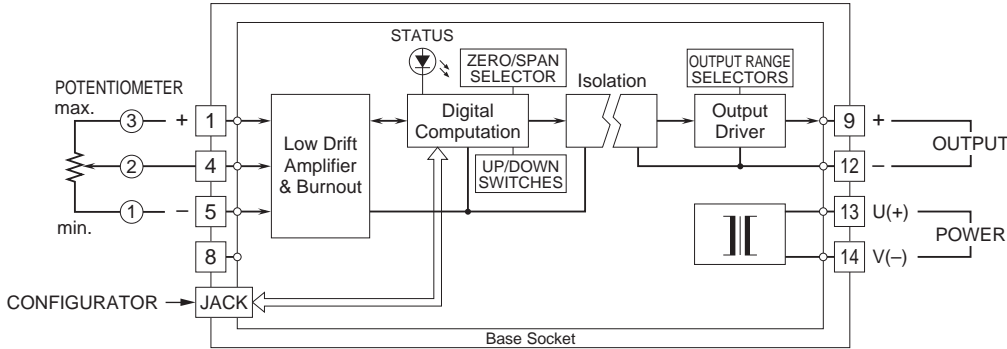 STATUS
ZERO/SPAN
SELECTOR
Isolation
OUTPUT RANGE
SELECTORS
POTENTIOMETER
max.
3
+
1
Low Drift
Amplifier
& Burnout
Digital
Computation
Output
Driver
9
+
2
4
UP/DOWN
SWITCHES
12
–
OUTPUT
1
–
5
min.
13
U(+)
POWER
8
14
V(–)
CONFIGURATOR
JACK
Base Socket